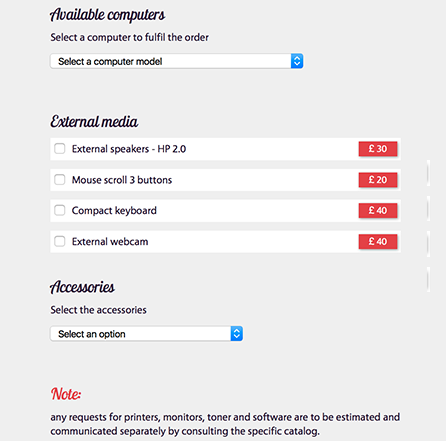 Available computers
Select a computer to fulfil the order
Select a computer model
External media
External speakers - HP 2.0 £ 30
Mouse scroll 3 buttons £ 20
Compact keyboard £ 40
External webcam £ 40
Accessories
Select the accessories
Select an option
Note:
any requests for printers, monitors, toner and software are to be estimated and
communicated separately by consulting the specific catalog.